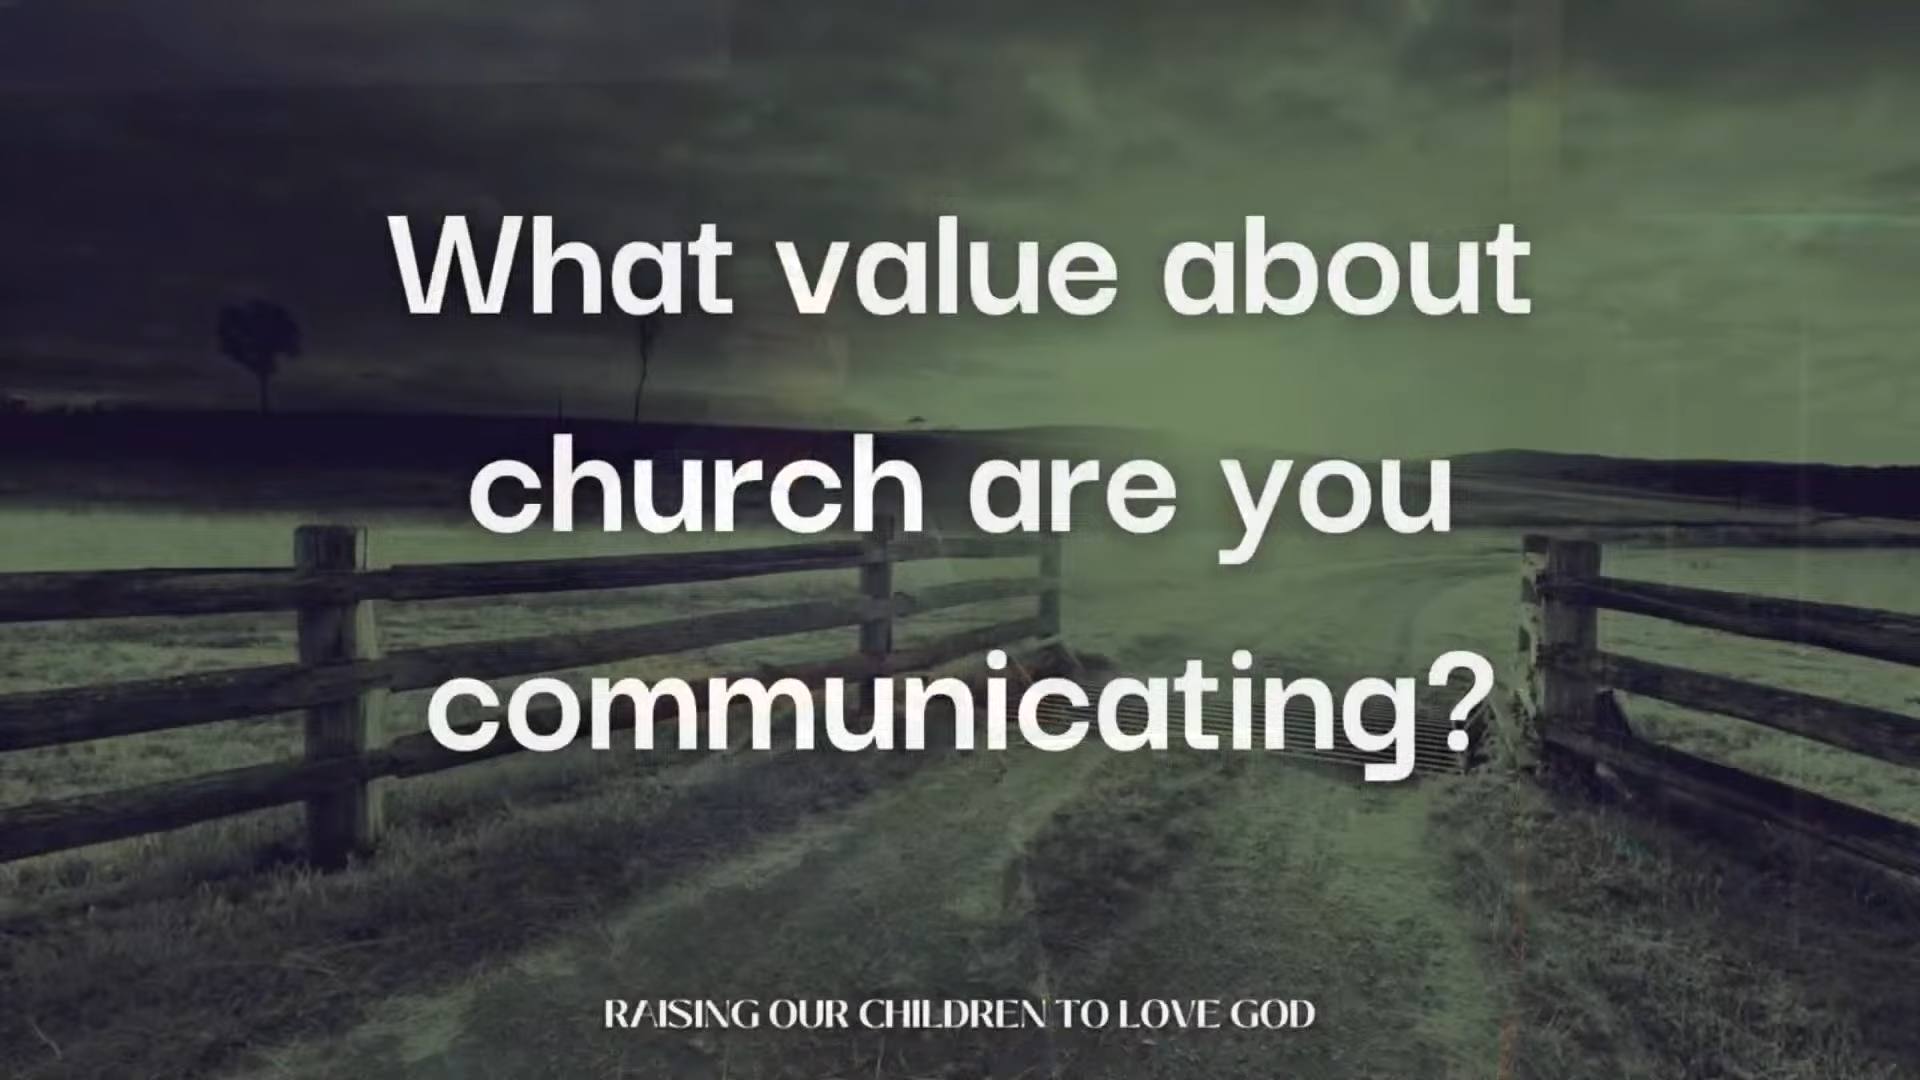 What value about
church are you
communicating?
RAISING OUR CHILDREN TO LOVE GOD